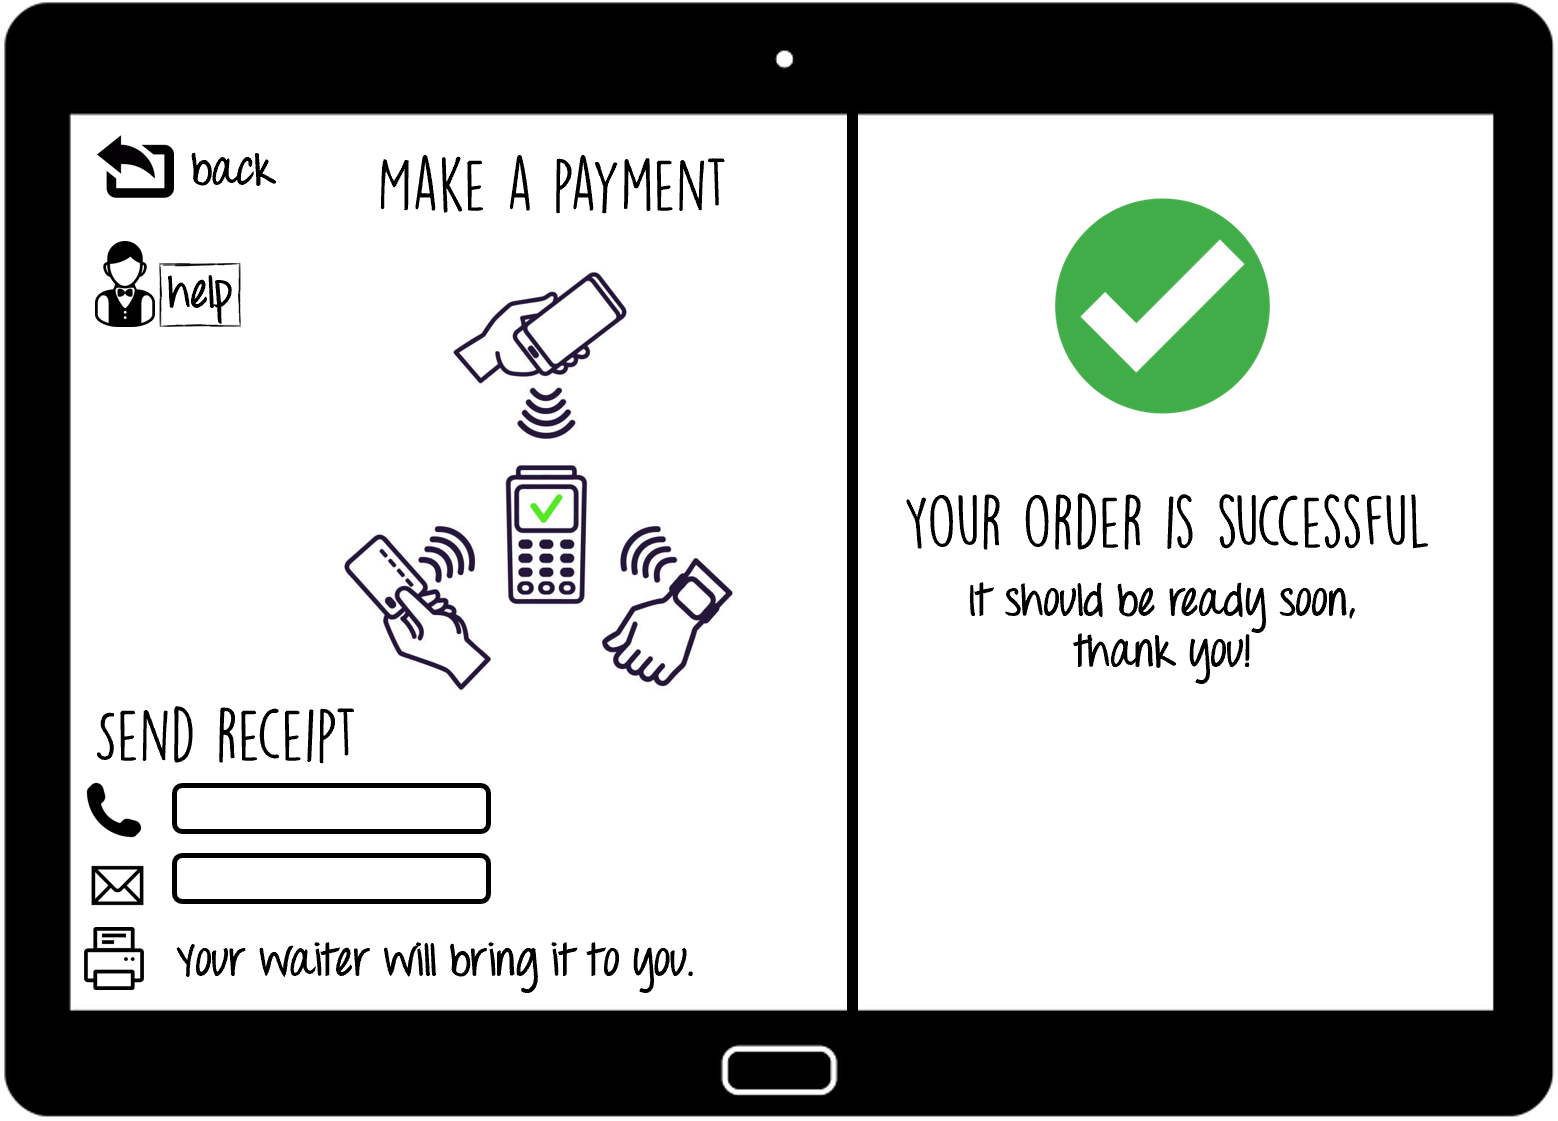 back
MAKE A PAYMENT
help
SEND RECEIPT
Your waiter will bring it to you.
YOUR ORDER IS SUCCESSFUL
It should be ready soon,
thank you!